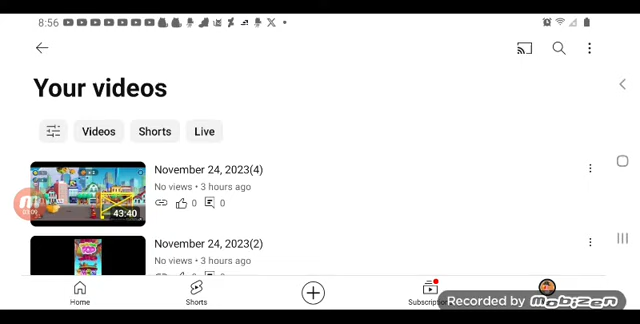 8:56
Your videos
Videos Shorts Live
November 24, 2023(4)
No views • 3 hours ago
0 0
43:40
November 24, 2023(2)
No views • 3 hours ago
Home Shorts
Recorded by MOBIZEN